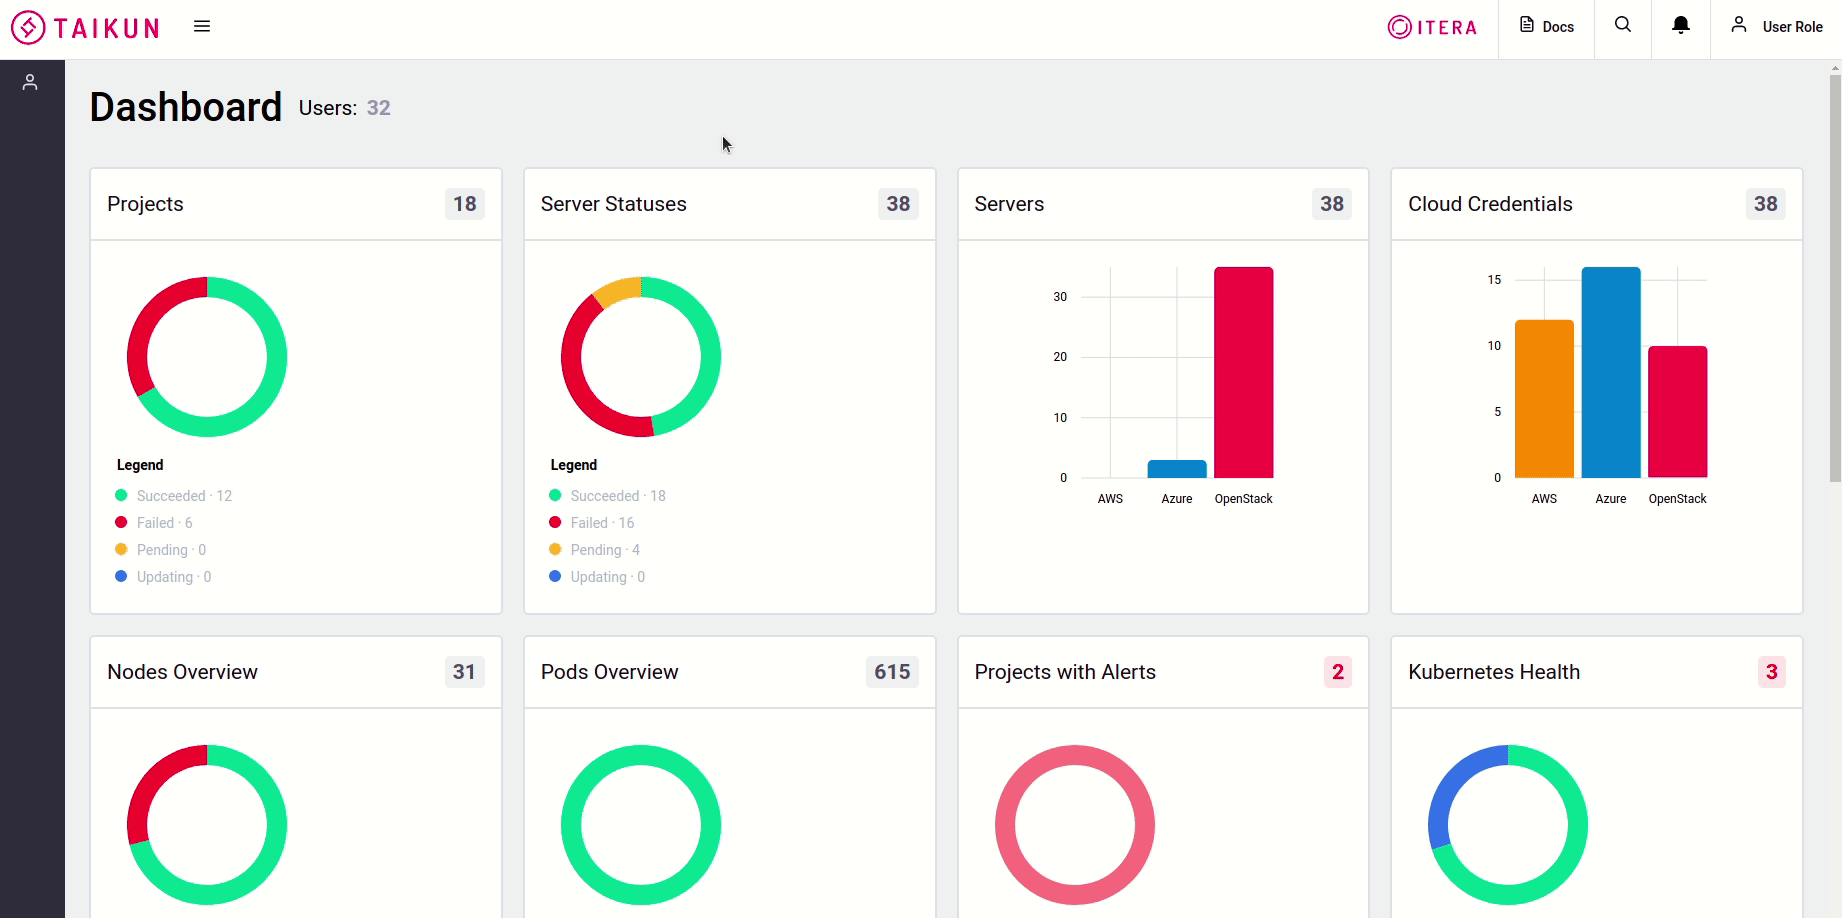 TAIKUN
ITERA
Docs
User Role
Dashboard Users: 32
Projects 18
Legend
Succeeded · 12
Failed · 6
Pending · 0
Updating · 0
Server Statuses 38
Legend
Succeeded · 18
Failed · 16
Pending · 4
Updating · 0
Servers 38
30
20
10
0
AWS Azure OpenStack
Cloud Credentials 38
15
10
5
0
AWS Azure OpenStack
Nodes Overview 31
Pods Overview 615
Projects with Alerts 2
Kubernetes Health 3